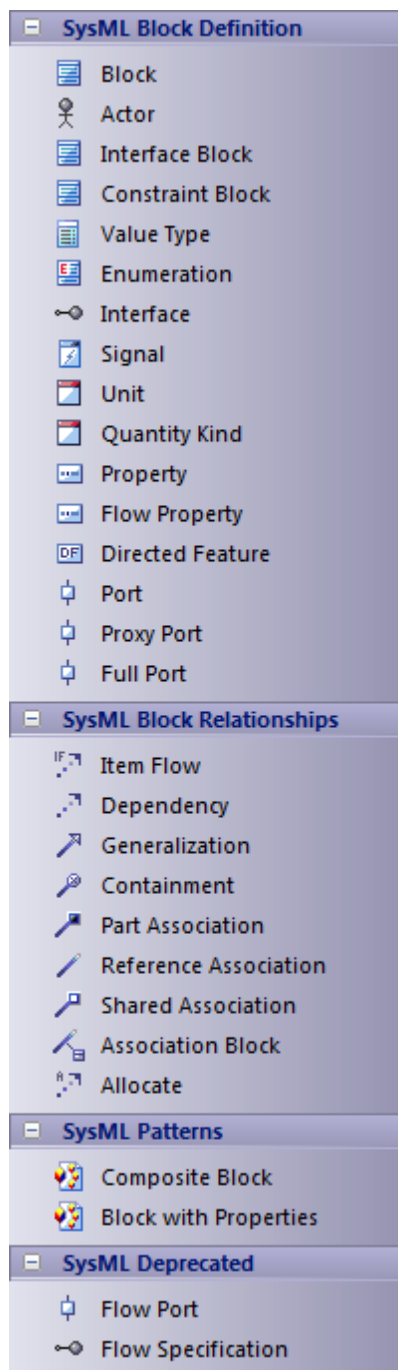 SysML Block Definition
Block
Actor
Interface Block
Constraint Block
Value Type
Enumeration
Interface
Signal
Unit
Quantity Kind
Property
Flow Property
DF Directed Feature
Port
Proxy Port
Full Port
SysML Block Relationships
IF Item Flow
Dependency
Generalization
Containment
Part Association
Reference Association
Shared Association
Association Block
A Allocate
SysML Patterns
Composite Block
Block with Properties
SysML Deprecated
Flow Port
Flow Specification